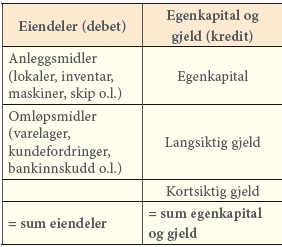 Eiendeler (debet)
Egenkapital og
gjeld (kredit)
Anleggsmidler
(lokaler, inventar,
maskiner, skip o.l.)
Egenkapital
Omløpsmidler
(varelager,
kundefordringer,
bankinnskudd o.l.)
Langsiktig gjeld
Kortsiktig gjeld
= sum eiendeler
= sum egenkapital
og gjeld